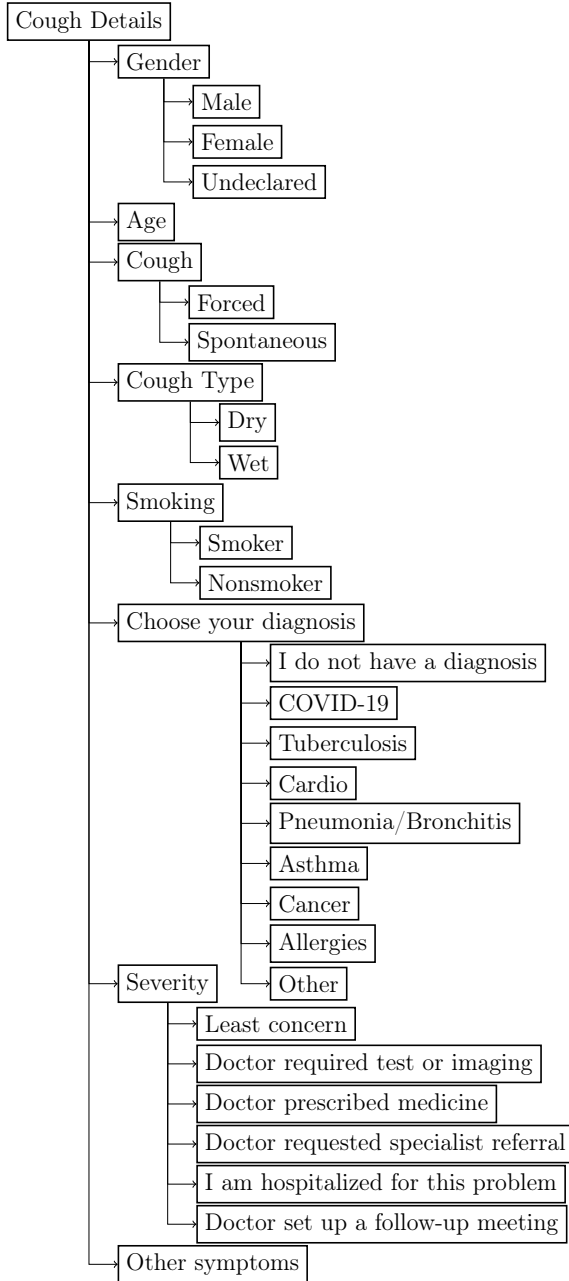 Cough Details
Gender
Male
Female
Undeclared
Age
Cough
Forced
Spontaneous
Cough Type
Dry
Wet
Smoking
Smoker
Nonsmoker
Choose your diagnosis
I do not have a diagnosis
COVID-19
Tuberculosis
Cardio
Pneumonia/Bronchitis
Asthma
Cancer
Allergies
Other
Severity
Least concern
Doctor required test or imaging
Doctor prescribed medicine
Doctor requested specialist referral
I am hospitalized for this problem
Doctor set up a follow-up meeting
Other symptoms